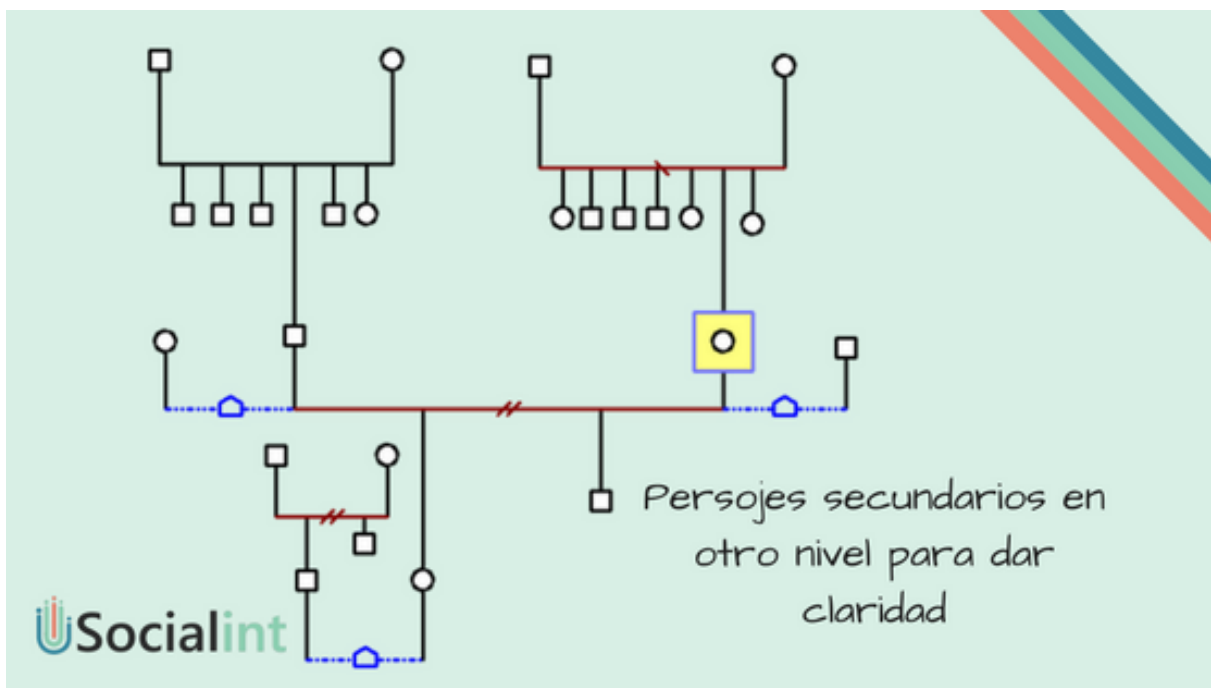 Persojes secundarios en
otro nivel para dar
claridad
Socialint